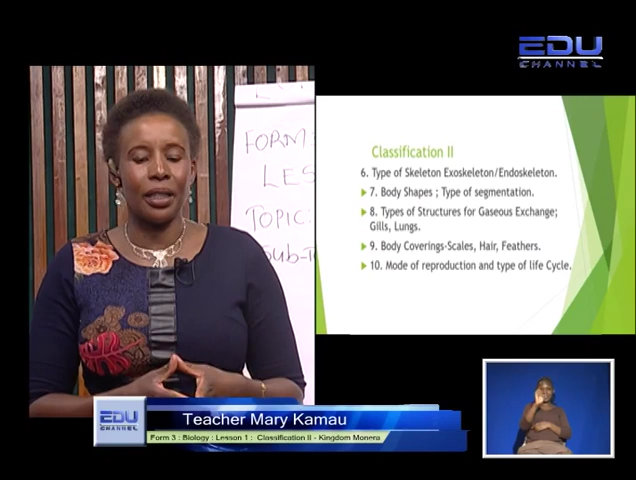 EDU
CHANNEL
FORM
LES
TOPIC:
Sub-T
Classification II
6. Type of Skeleton Exoskeleton/Endoskeleton.
7. Body Shapes ; Type of segmentation.
8. Types of Structures for Gaseous Exchange;
Gills, Lungs.
9. Body Coverings-Scales, Hair, Feathers.
10. Mode of reproduction and type of life Cycle.
EDU
CHANNEL
Teacher Mary Kamau
Form 3 : Biology : Lesson 1 : Classification II - Kingdom Monera